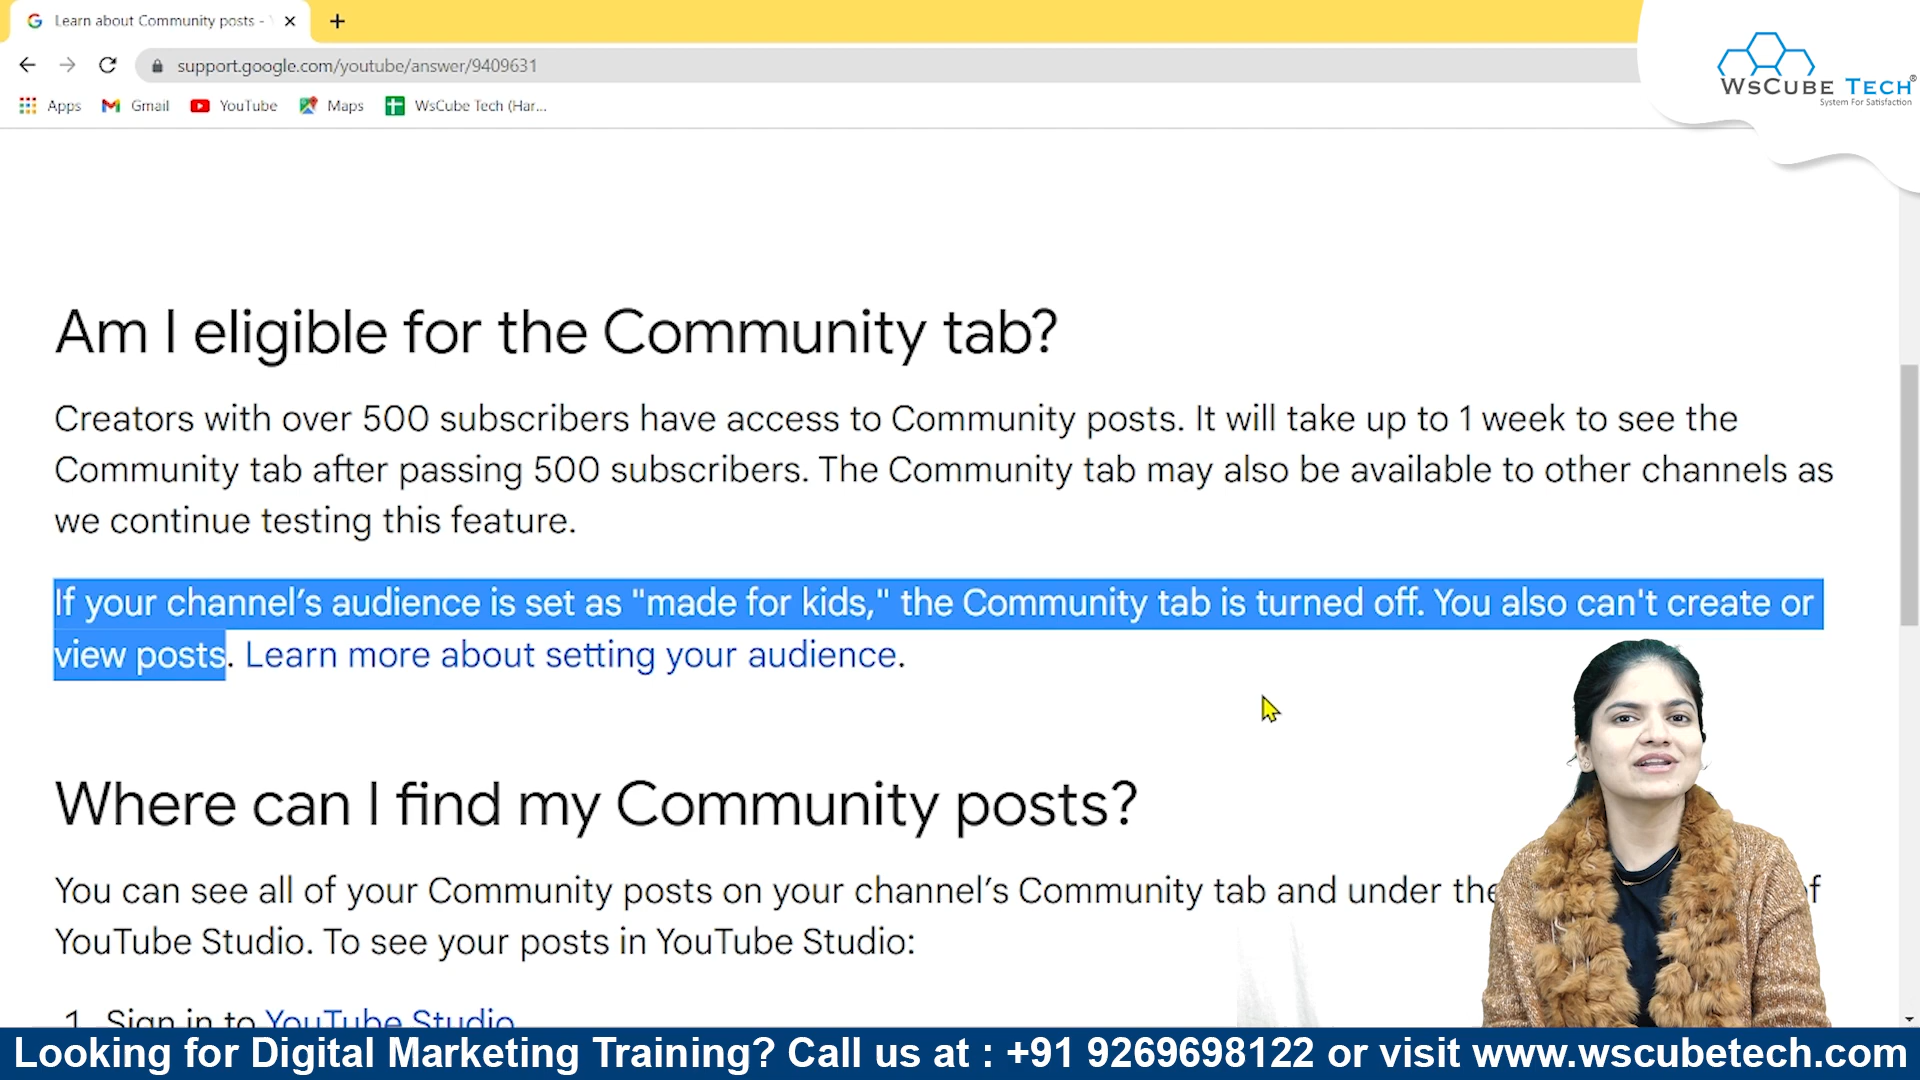 Learn about Community posts -
support.google.com/youtube/answer/9409631
Apps Gmail YouTube Maps WsCube Tech (Har...
WsCube Tech®
System For Satisfaction
Am I eligible for the Community tab?
Creators with over 500 subscribers have access to Community posts. It will take up to 1 week to see the
Community tab after passing 500 subscribers. The Community tab may also be available to other channels as
we continue testing this feature.
If your channel’s audience is set as "made for kids," the Community tab is turned off. You also can't create or
view posts. Learn more about setting your audience.
Where can I find my Community posts?
You can see all of your Community posts on your channel’s Community tab and under the of
YouTube Studio. To see your posts in YouTube Studio:
1. Sign in to YouTube Studio
Looking for Digital Marketing Training? Call us at : +91 9269698122 or visit www.wscubetech.com